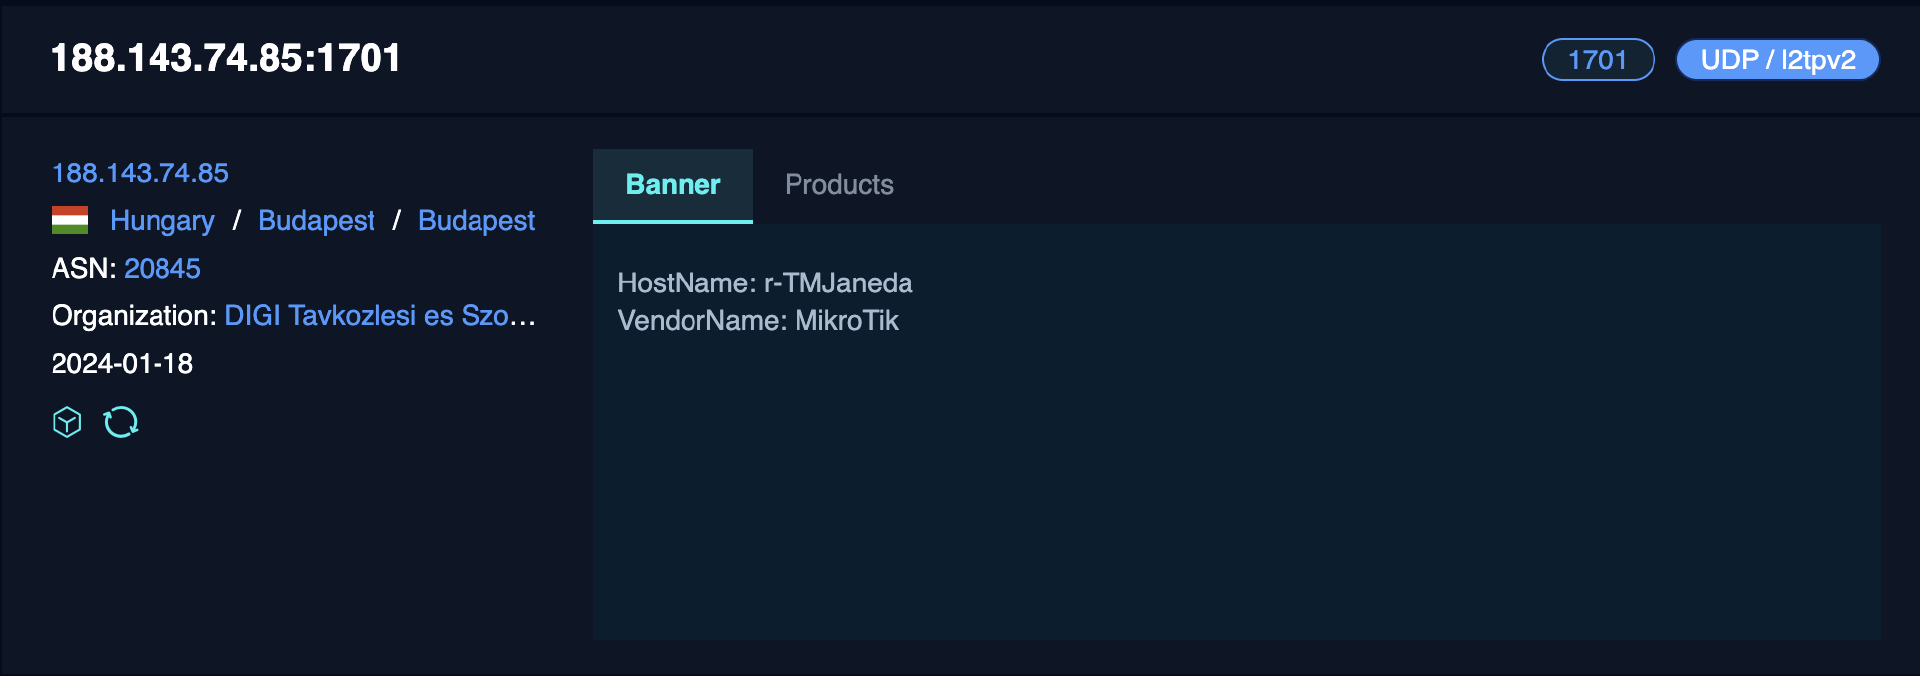 188.143.74.85:1701
1701
UDP / l2tpv2
188.143.74.85
Hungary / Budapest / Budapest
ASN: 20845
Organization: DIGI Tavkozlesi es Szo...
2024-01-18
Banner
Products
HostName: r-TMJaneda
VendorName: MikroTik